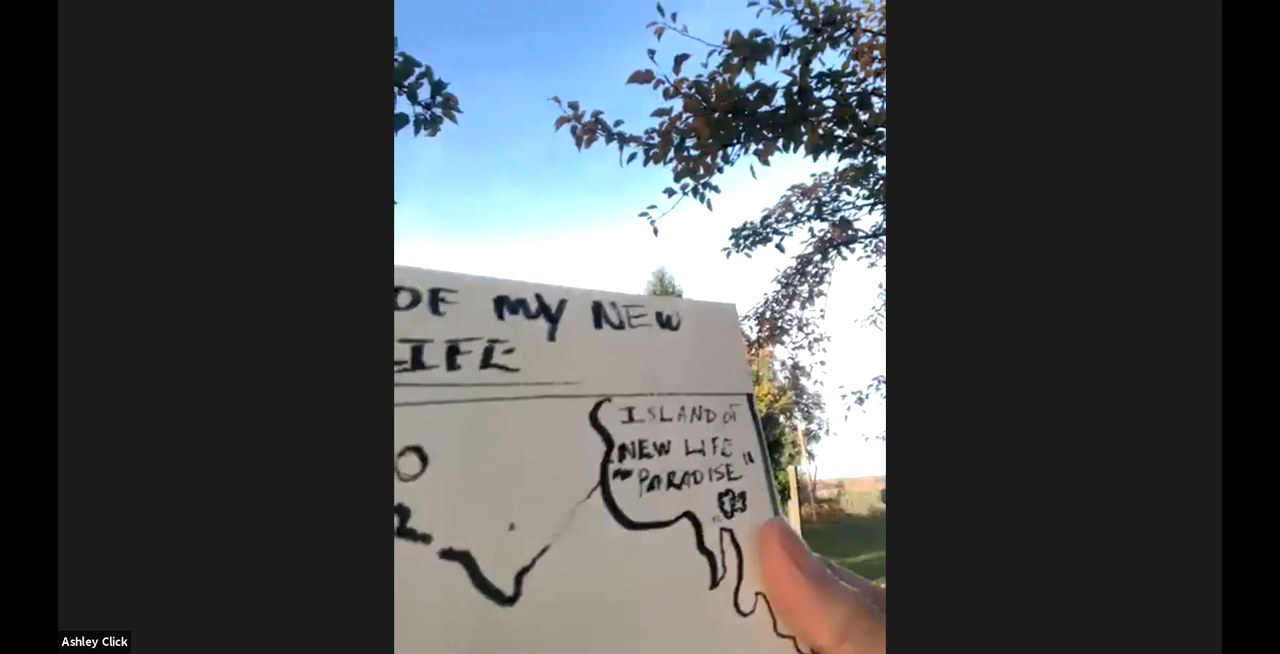 OF MY NEW
LIFE
ISLAND OF
NEW LIFE
"PARADISE"
Ashley Click